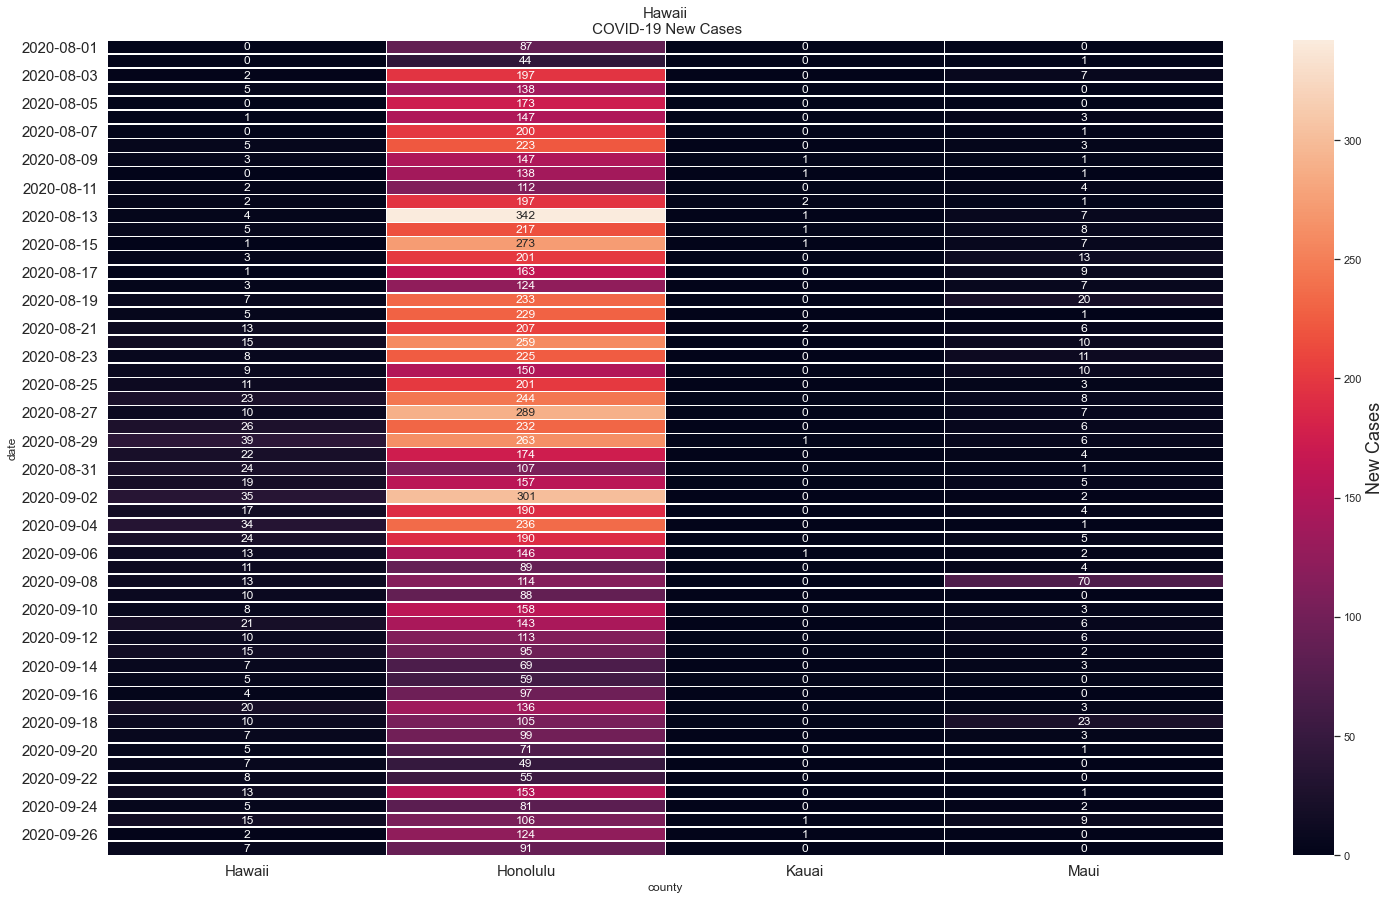 Hawaii
COVID-19 New Cases
2020-08-01 0 87 0 0
0 44 0 1
2020-08-03 2 197 0 7
5 138 0 0
2020-08-05 0 173 0 0
1 147 0 3
2020-08-07 0 200 0 1
5 223 0 3
2020-08-09 3 147 1 1
0 138 1 1
2020-08-11 2 112 0 4
2 197 2 1
2020-08-13 4 342 1 7
5 217 1 8
2020-08-15 1 273 1 7
3 201 0 13
2020-08-17 1 163 0 9
3 124 0 7
2020-08-19 7 233 0 20
5 229 0 1
2020-08-21 13 207 2 6
15 259 0 10
2020-08-23 8 225 0 11
9 150 0 10
2020-08-25 11 201 0 3
23 244 0 8
2020-08-27 10 289 0 7
26 232 0 6
2020-08-29 39 263 1 6
22 174 0 4
2020-08-31 24 107 0 1
19 157 0 5
2020-09-02 35 301 0 2
17 190 0 4
2020-09-04 34 236 0 1
24 190 0 5
2020-09-06 13 146 1 2
11 89 0 4
2020-09-08 13 114 0 70
10 88 0 0
2020-09-10 8 158 0 3
21 143 0 6
2020-09-12 10 113 0 6
15 95 0 2
2020-09-14 7 69 0 3
5 59 0 0
2020-09-16 4 97 0 0
20 136 0 3
2020-09-18 10 105 0 23
7 99 0 3
2020-09-20 5 71 0 1
7 49 0 0
2020-09-22 8 55 0 0
13 153 0 1
2020-09-24 5 81 0 2
15 106 1 9
2020-09-26 2 124 1 0
7 91 0 0
Hawaii Honolulu Kauai Maui
county
date
300
250
200
150
100
50
0
New Cases